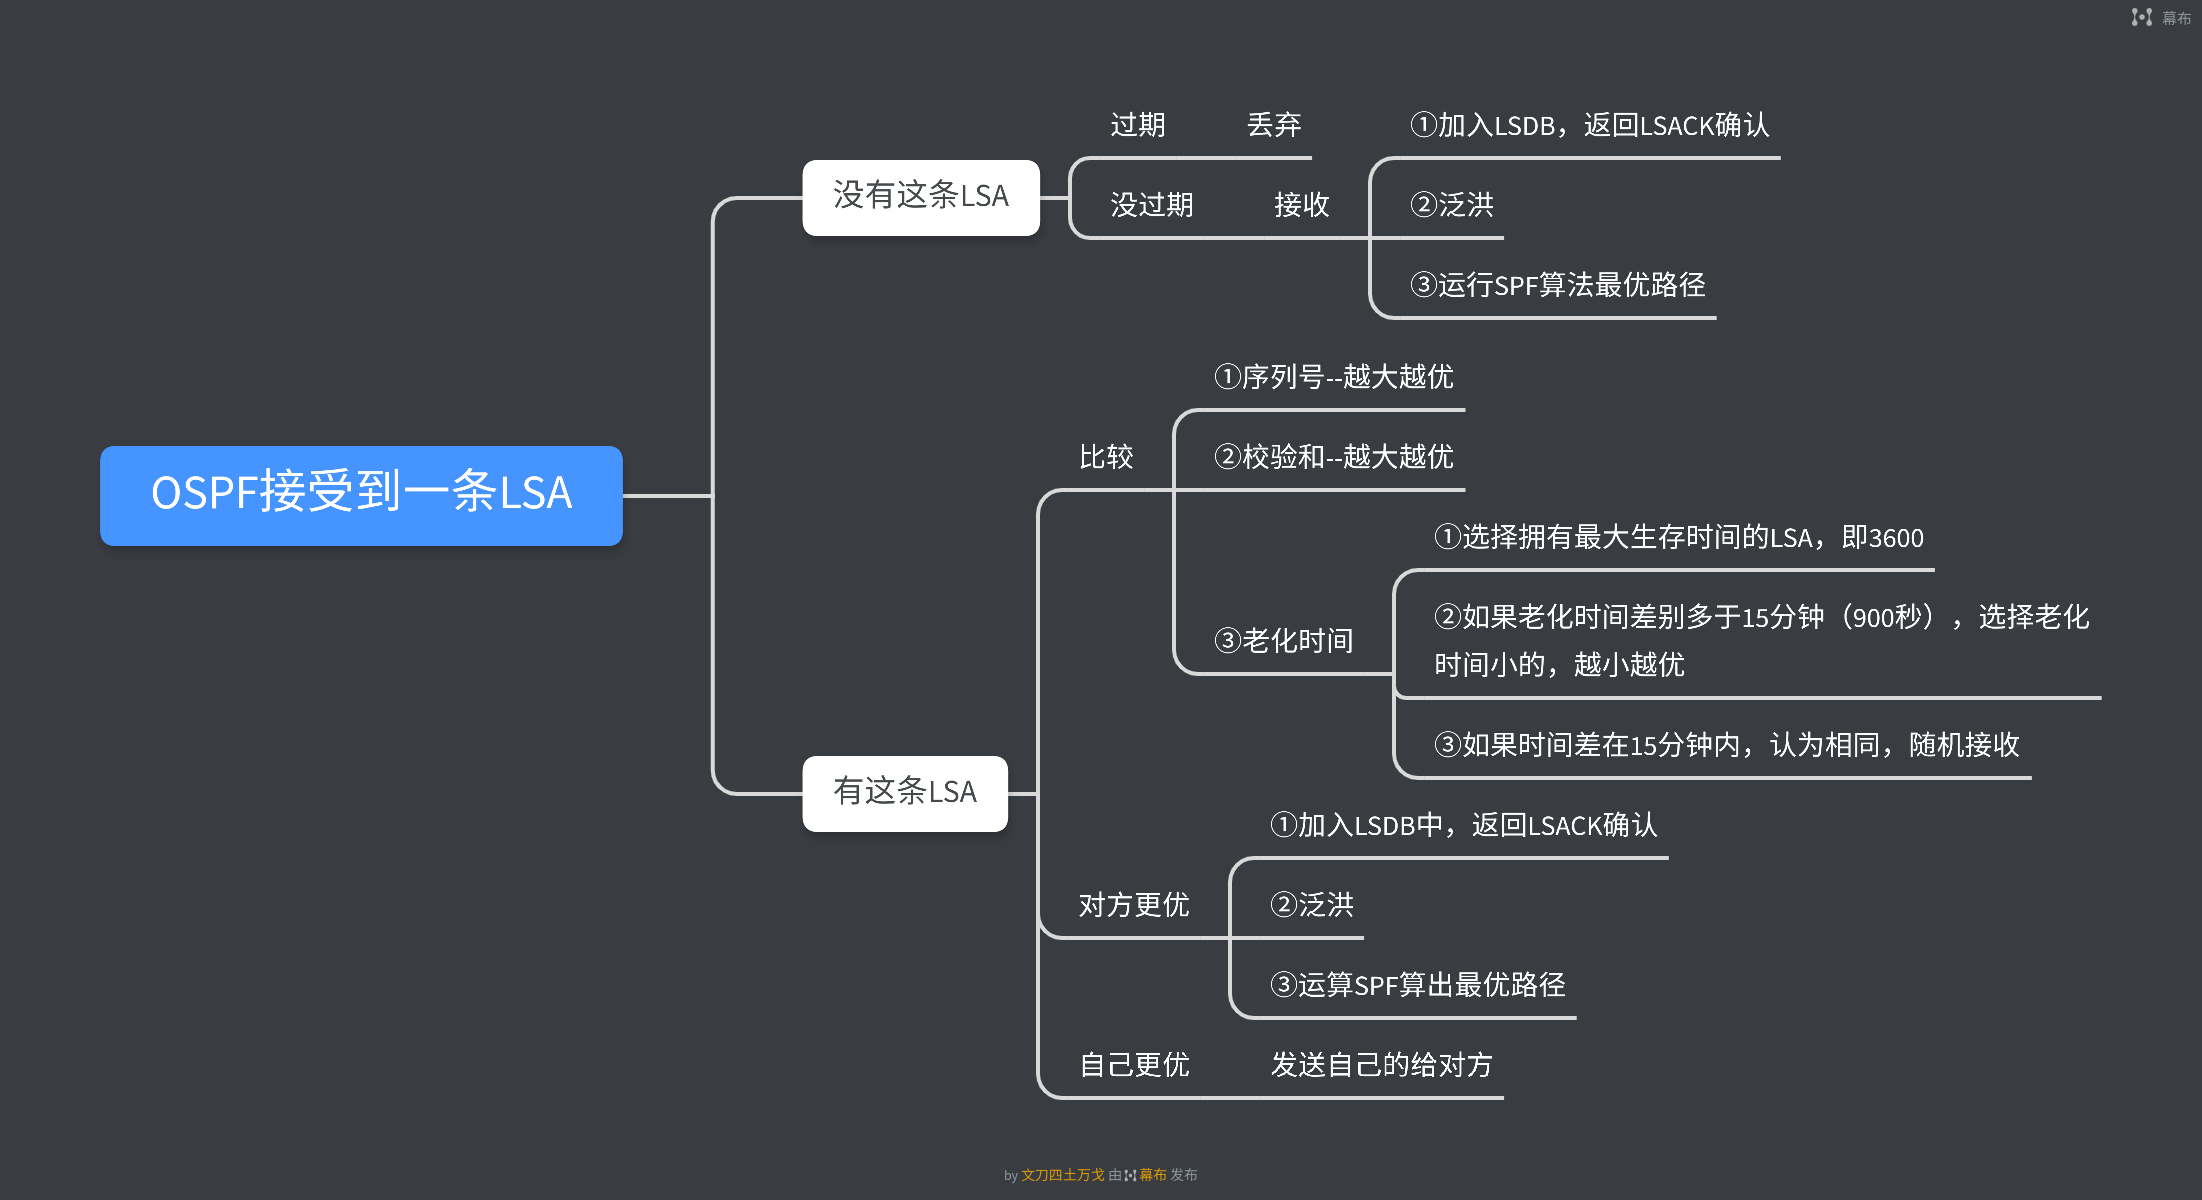 幕布
OSPF接受到一条LSA
没有这条LSA
过期
丢弃
没过期
接收
①加入LSDB，返回LSACK确认
②泛洪
③运行SPF算法最优路径
有这条LSA
比较
①序列号--越大越优
②校验和--越大越优
③老化时间
①选择拥有最大生存时间的LSA，即3600
②如果老化时间差别多于15分钟（900秒），选择老化
时间小的，越小越优
③如果时间差在15分钟内，认为相同，随机接收
对方更优
①加入LSDB中，返回LSACK确认
②泛洪
③运算SPF算出最优路径
自己更优
发送自己的给对方
by 文刀四土万戈 由 幕布 发布